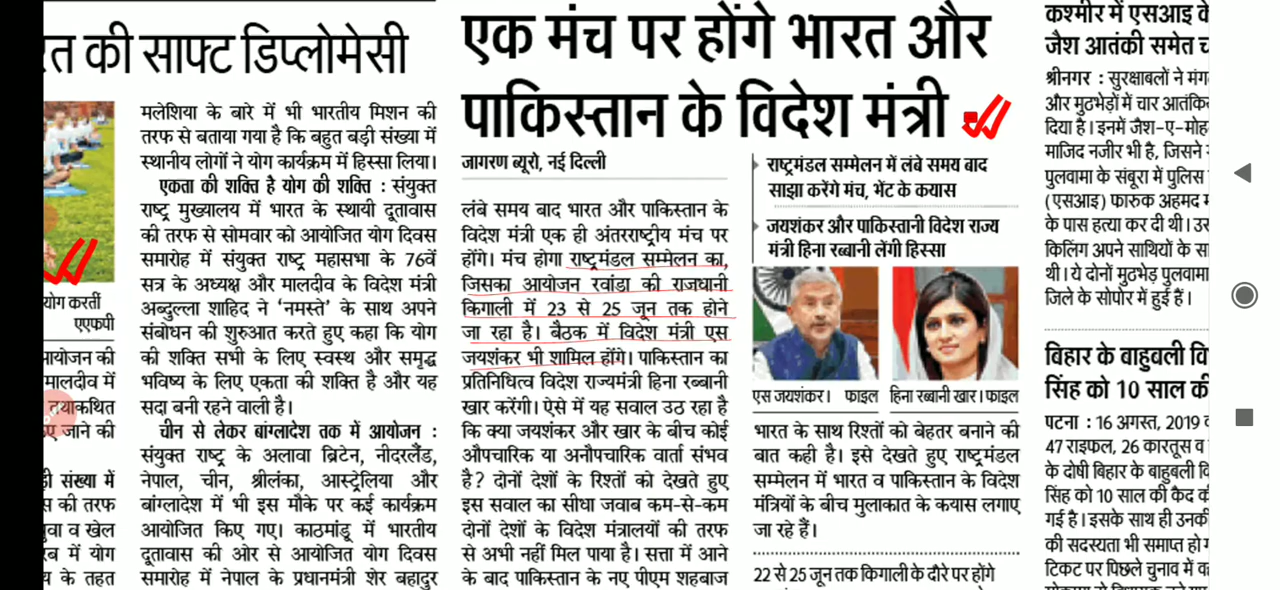 रत की साफ्ट डिप्लोमेसी
योग करतीं
एएफपी
आयोजन की
मालदीव में
तथाकथित
जाने की
संख्या में
स की तरफ
युवा व खेल
में योग
के तहत
मलेशिया के बारे में भी भारतीय मिशन की
तरफ से बताया गया है कि बहुत बड़ी संख्या में
स्थानीय लोगों ने योग कार्यक्रम में हिस्सा लिया।
एकता की शक्ति है योग की शक्ति : संयुक्त
राष्ट्र मुख्यालय में भारत के स्थायी दूतावास
की तरफ से सोमवार को आयोजित योग दिवस
समारोह में संयुक्त राष्ट्र महासभा के 76वें
सत्र के अध्यक्ष और मालदीव के विदेश मंत्री
अब्दुल्ला शाहिद ने ‘नमस्ते’ के साथ अपने
संबोधन की शुरुआत करते हुए कहा कि योग
की शक्ति सभी के लिए स्वस्थ और समृद्ध
भविष्य के लिए एकता की शक्ति है और यह
सदा बनी रहने वाली है।
चीन से लेकर बांग्लादेश तक में आयोजन :
संयुक्त राष्ट्र के अलावा ब्रिटेन, नीदरलैंड,
नेपाल, चीन, श्रीलंका, आस्ट्रेलिया और
बांग्लादेश में भी इस मौके पर कई कार्यक्रम
आयोजित किए गए। काठमांडू में भारतीय
दूतावास की ओर से आयोजित योग दिवस
समारोह में नेपाल के प्रधानमंत्री शेर बहादुर
एक मंच पर होंगे भारत और
पाकिस्तान के विदेश मंत्री
जागरण ब्यूरो, नई दिल्ली
लंबे समय बाद भारत और पाकिस्तान के
विदेश मंत्री एक ही अंतरराष्ट्रीय मंच पर
होंगे। मंच होगा राष्ट्रमंडल सम्मेलन का,
जिसका आयोजन रवांडा की राजधानी
किगाली में 23 से 25 जून तक होने
जा रहा है। बैठक में विदेश मंत्री एस
जयशंकर भी शामिल होंगे। पाकिस्तान का
प्रतिनिधित्व विदेश राज्यमंत्री हिना रब्बानी
खार करेंगी। ऐसे में यह सवाल उठ रहा है
कि क्या जयशंकर और खार के बीच कोई
औपचारिक या अनौपचारिक वार्ता संभव
है? दोनों देशों के रिश्तों को देखते हुए
इस सवाल का सीधा जवाब कम-से-कम
दोनों देशों के विदेश मंत्रालयों की तरफ
से अभी नहीं मिल पाया है। सत्ता में आने
के बाद पाकिस्तान के नए पीएम शहबाज
राष्ट्रमंडल सम्मेलन में लंबे समय बाद
साझा करेंगे मंच, भेंट के कयास
जयशंकर और पाकिस्तानी विदेश राज्य
मंत्री हिना रब्बानी लेंगी हिस्सा
एस जयशंकर। फाइल
हिना रब्बानी खार। फाइल
भारत के साथ रिश्तों को बेहतर बनाने की
बात कही है। इसे देखते हुए राष्ट्रमंडल
सम्मेलन में भारत व पाकिस्तान के विदेश
मंत्रियों के बीच मुलाकात के कयास लगाए
जा रहे हैं।
22 से 25 जून तक किगाली के दौरे पर होंगे
कश्मीर में एसआइ के
जैश आतंकी समेत च
श्रीनगर : सुरक्षाबलों ने मंग
और मुठभेड़ों में चार आतंकि
दिया है। इनमें जैश-ए-मोह
माजिद नजीर भी है, जिसने
पुलवामा के संबूरा में पुलिस
(एसआइ) फारुक अहमद म
के पास हत्या कर दी थी। उस
किलिंग अपने साथियों के सा
थी। ये दोनों मुठभेड़ पुलवामा
जिले के सोपोर में हुई हैं।
बिहार के बाहुबली वि
सिंह को 10 साल की
पटना : 16 अगस्त, 2019 व
47 राइफल, 26 कारतूस व
के दोषी बिहार के बाहुबली वि
सिंह को 10 साल की कैद की
गई है। इसके साथ ही उनकी
की सदस्यता भी समाप्त हो ग
टिकट पर पिछले चुनाव में वह